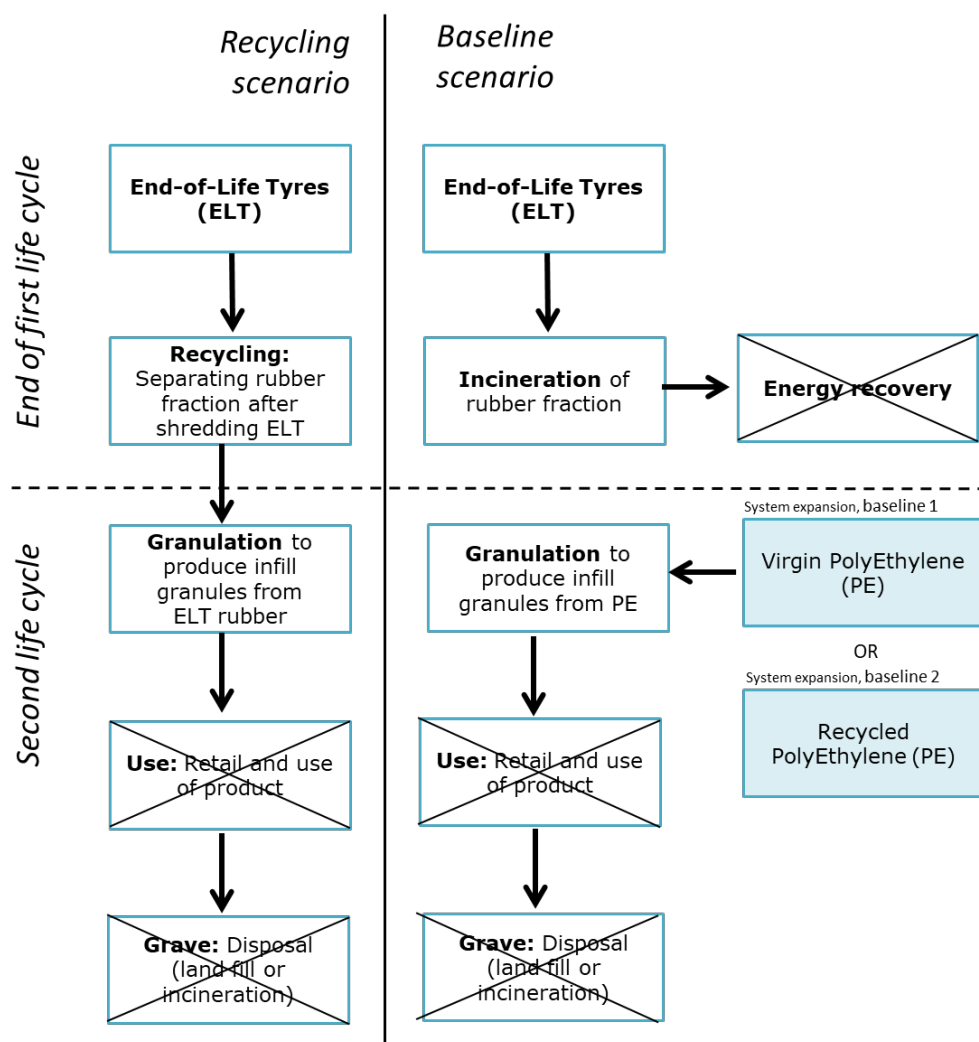 Recycling
scenario
Baseline
scenario
End of first life cycle
End-of-Life Tyres
(ELT)
End-of-Life Tyres
(ELT)
Recycling:
Separating rubber
fraction after
shredding ELT
Incineration of
rubber fraction
Energy recovery
Second life cycle
Granulation to
produce infill
granules from
ELT rubber
Granulation to
produce infill
granules from PE
System expansion, baseline 1
Virgin PolyEthylene
(PE)
OR
System expansion, baseline 2
Recycled
PolyEthylene (PE)
Use: Retail and use
of product
Use: Retail and use
of product
Grave: Disposal
(land fill or
incineration)
Grave: Disposal
(land fill or
incineration)